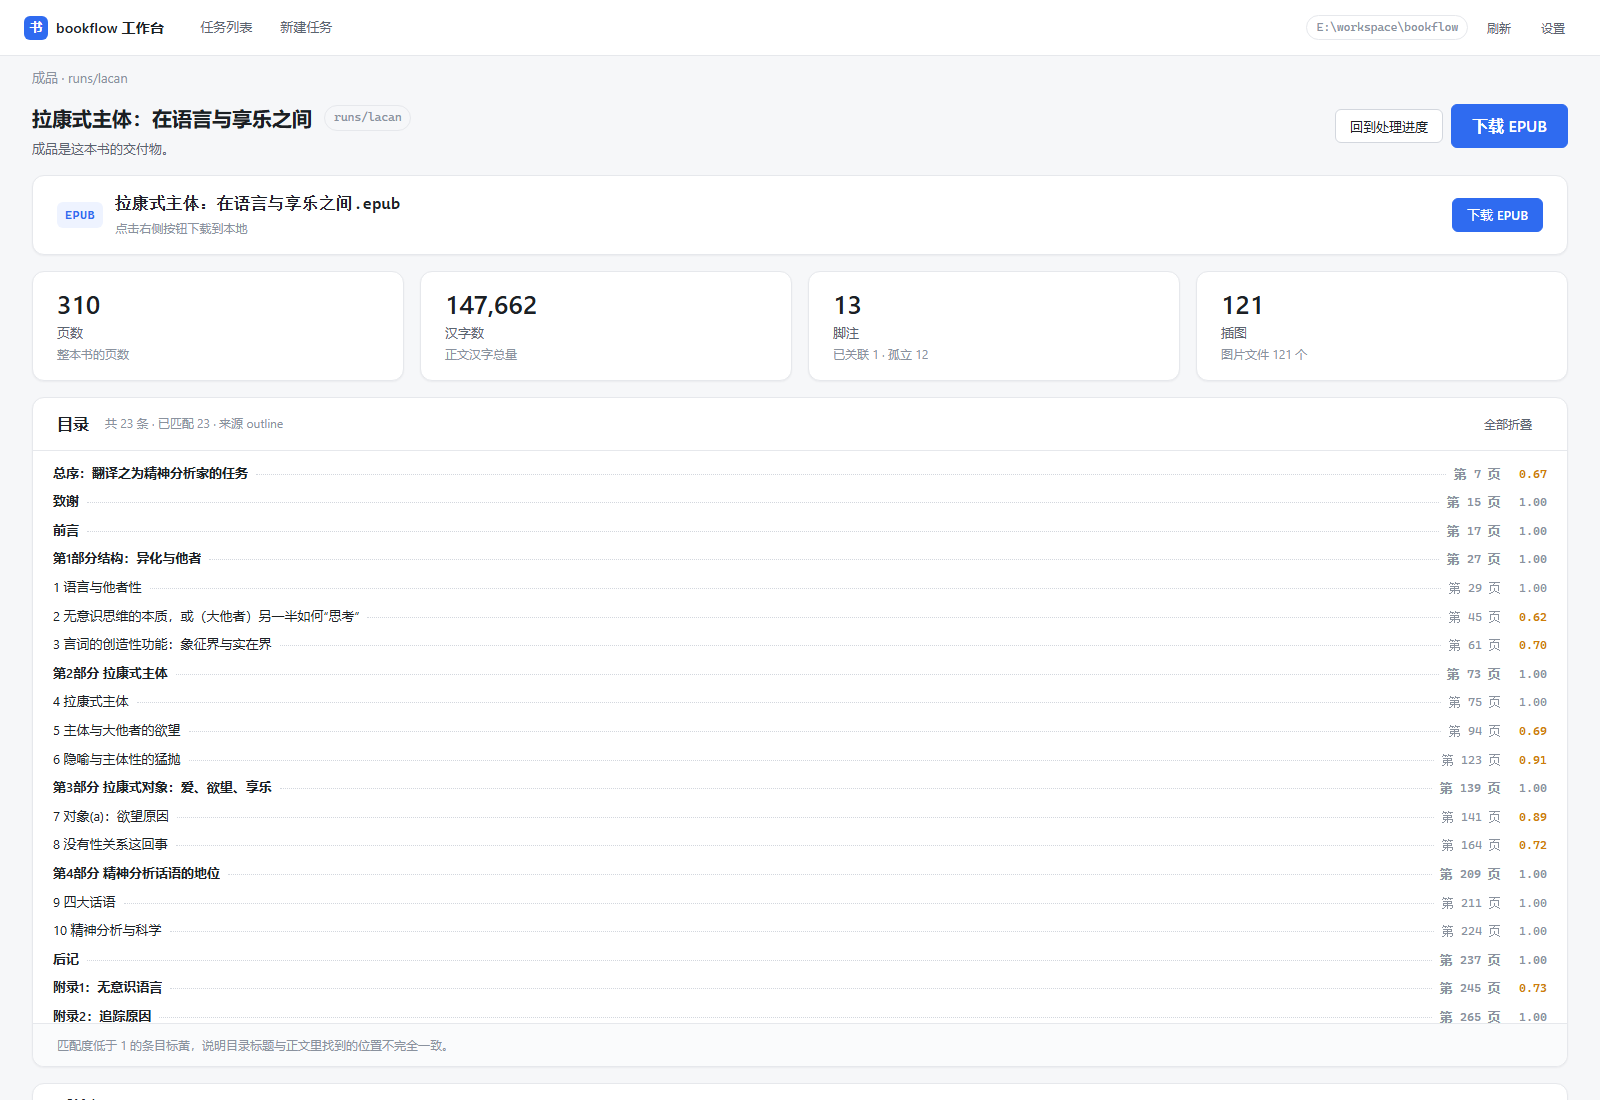 书 bookflow 工作台 任务列表 新建任务 E:\workspace\bookflow 刷新 设置
成品 · runs/lacan
拉康式主体：在语言与享乐之间 runs/lacan 回到处理进度 下载 EPUB
成品是这本书的交付物。
EPUB 拉康式主体：在语言与享乐之间.epub
点击右侧按钮下载到本地
下载 EPUB
310
页数
整本书的页数
147,662
汉字数
正文汉字总量
13
脚注
已关联 1 · 孤立 12
121
插图
图片文件 121 个
目录 共 23 条 · 已匹配 23 · 来源 outline 全部折叠
总序：翻译之为精神分析家的任务 第 7 页 0.67
致谢 第 15 页 1.00
前言 第 17 页 1.00
第1部分结构：异化与他者 第 27 页 1.00
1 语言与他者性 第 29 页 1.00
2 无意识思维的本质，或（大他者）另一半如何“思考” 第 45 页 0.62
3 言词的创造性功能：象征界与实在界 第 61 页 0.70
第2部分 拉康式主体 第 73 页 1.00
4 拉康式主体 第 75 页 1.00
5 主体与大他者的欲望 第 94 页 0.69
6 隐喻与主体性的猛抛 第 123 页 0.91
第3部分 拉康式对象：爱、欲望、享乐 第 139 页 1.00
7 对象(a)：欲望原因 第 141 页 0.89
8 没有性关系这回事 第 164 页 0.72
第4部分 精神分析话语的地位 第 209 页 1.00
9 四大话语 第 211 页 1.00
10 精神分析与科学 第 224 页 1.00
后记 第 237 页 1.00
附录1：无意识语言 第 245 页 0.73
附录2：追踪原因 第 265 页 1.00
匹配度低于 1 的条目标黄，说明目录标题与正文里找到的位置不完全一致。